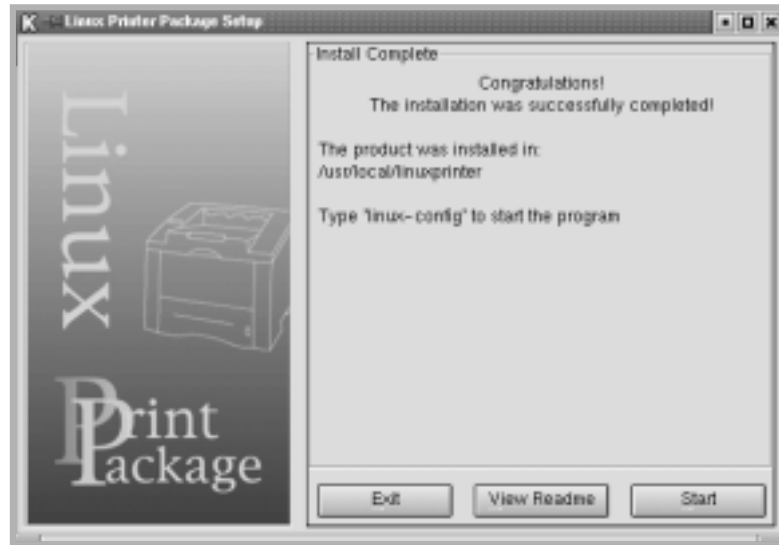 Linux Printer Package Setup
Linux
Print
Package
Install Complete
Congratulations!
The installation was successfully completed!
The product was installed in:
/usr/local/linuxprinter
Type 'linux-config' to start the program
Exit
View Readme
Start